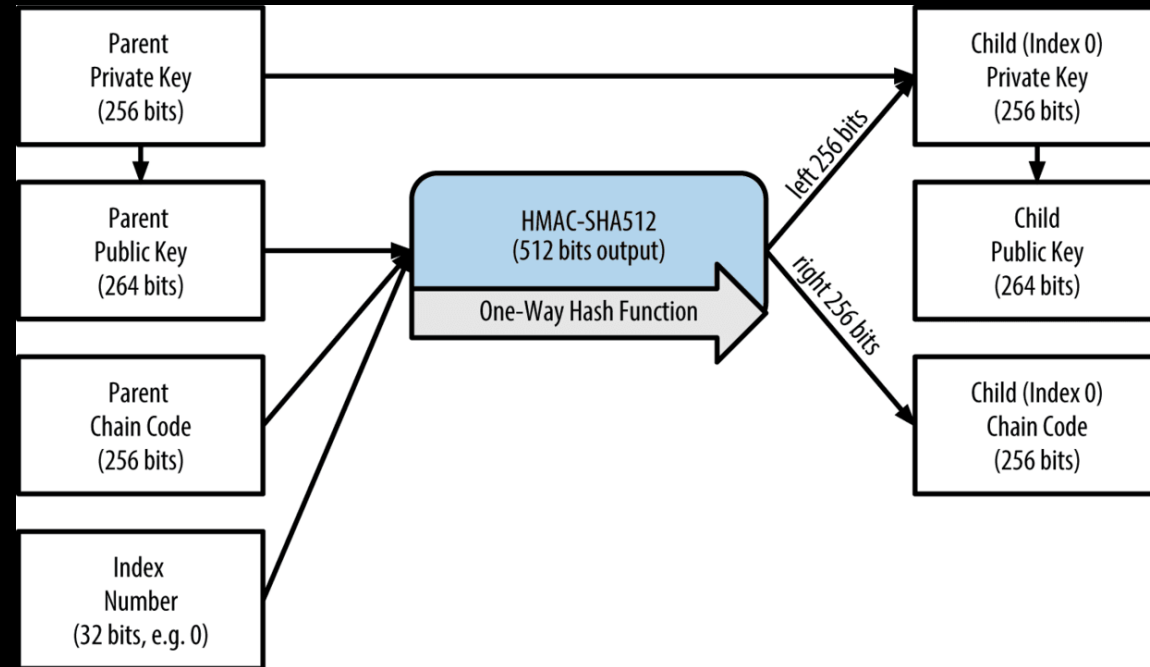 Parent
Private Key
(256 bits)
Parent
Public Key
(264 bits)
Parent
Chain Code
(256 bits)
Index
Number
(32 bits, e.g. 0)
HMAC-SHA512
(512 bits output)
One-Way Hash Function
left 256 bits
right 256 bits
Child (Index 0)
Private Key
(256 bits)
Child
Public Key
(264 bits)
Child (Index 0)
Chain Code
(256 bits)